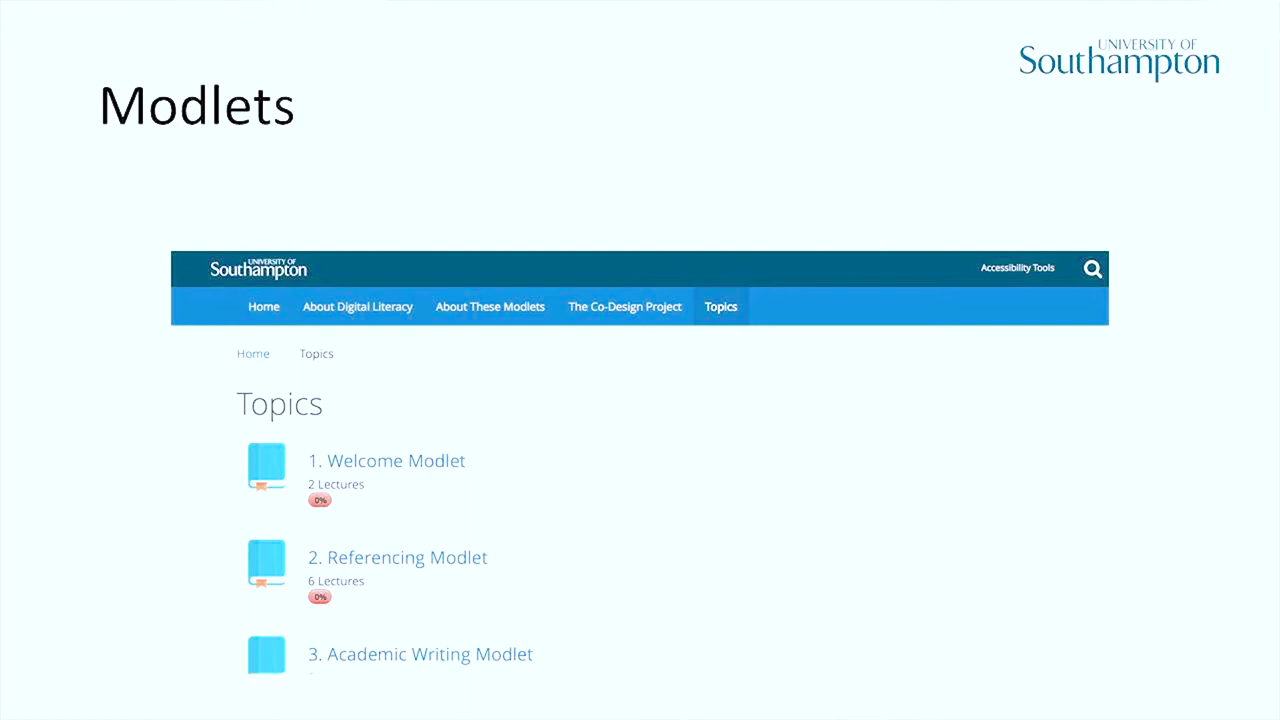 UNIVERSITY OF
Southampton
Modlets
UNIVERSITY OF
Southampton
Accessibility Tools
Home About Digital Literacy About These Modlets The Co-Design Project Topics
Home Topics
Topics
1. Welcome Modlet
2 Lectures
0%
2. Referencing Modlet
6 Lectures
0%
3. Academic Writing Modlet